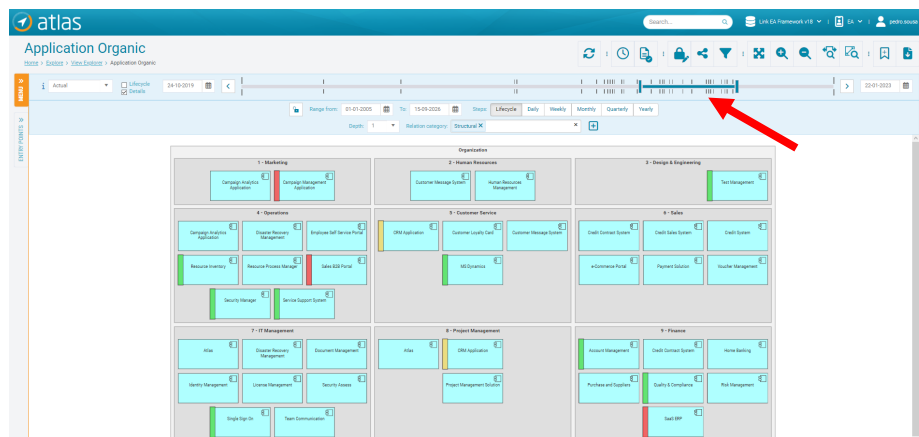 atlas
Search...
Link EA Framework v18
EA
pedro.sousa
Application Organic
Home > Explore > View Explorer > Application Organic
MENU
ENTRY POINTS
i Actual
Lifecycle
Details
24-10-2019
22-01-2023
Range from: 01-01-2005 To: 15-09-2026 Steps: Lifecycle Daily Weekly Monthly Quarterly Yearly
Depth: 1 Relation category: Structural × ×
Organization
1 - Marketing
Campaign Analytics Application
Campaign Management Application
2 - Human Resources
Customer Message System
Human Resources Management
3 - Design & Engineering
Test Management
4 - Operations
Campaign Analytics Application
Disaster Recovery Management
Employee Self Service Portal
Resource Inventory
Resource Process Manager
Sales B2B Portal
Security Manager
Service Support System
5 - Customer Service
CRM Application
Customer Loyalty Card
Customer Message System
MS Dynamics
6 - Sales
Credit Contract System
Credit Sales System
Credit System
e-Commerce Portal
Payment Solution
Voucher Management
7 - IT Management
Atlas
Disaster Recovery Management
Document Management
Identity Management
License Management
Security Assess
Single Sign On
Team Communication
8 - Project Management
Atlas
CRM Application
Project Management Solution
9 - Finance
Account Management
Credit Contract System
Home Banking
Purchase and Suppliers
Quality & Compliance
Risk Management
SaaS ERP